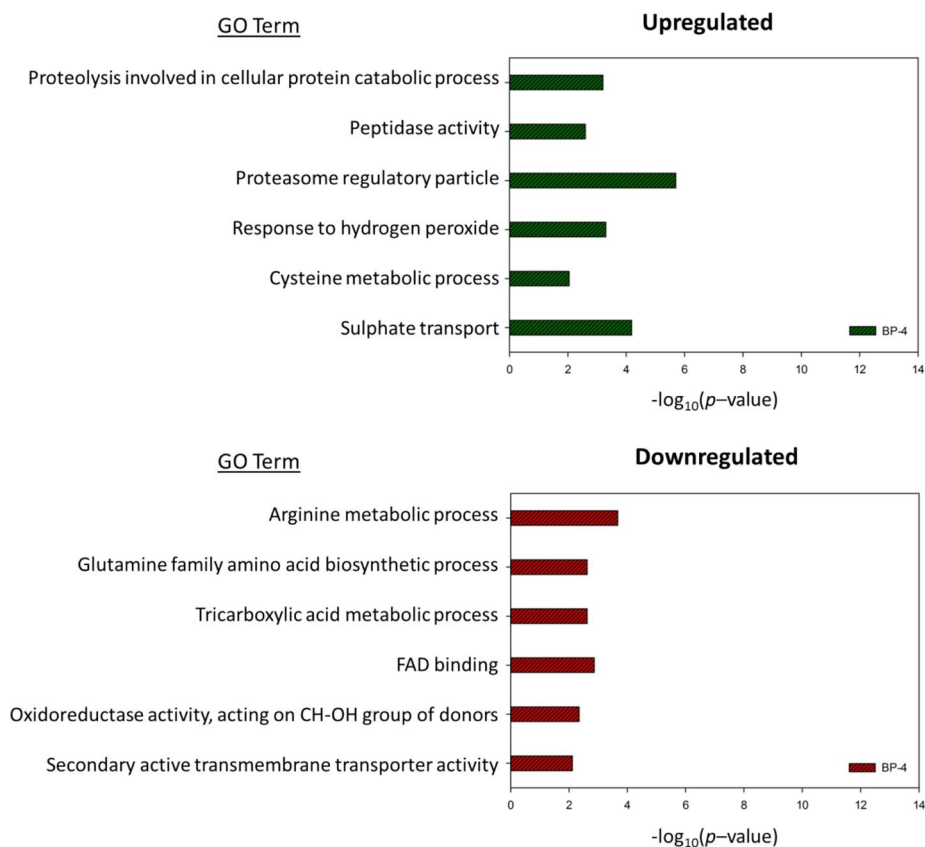 GO Term
Upregulated
Proteolysis involved in cellular protein catabolic process
Peptidase activity
Proteasome regulatory particle
Response to hydrogen peroxide
Cysteine metabolic process
Sulphate transport
BP-4
0 2 4 6 8 10 12 14
-log10(p–value)
GO Term
Downregulated
Arginine metabolic process
Glutamine family amino acid biosynthetic process
Tricarboxylic acid metabolic process
FAD binding
Oxidoreductase activity, acting on CH-OH group of donors
Secondary active transmembrane transporter activity
BP-4
0 2 4 6 8 10 12 14
-log10(p–value)